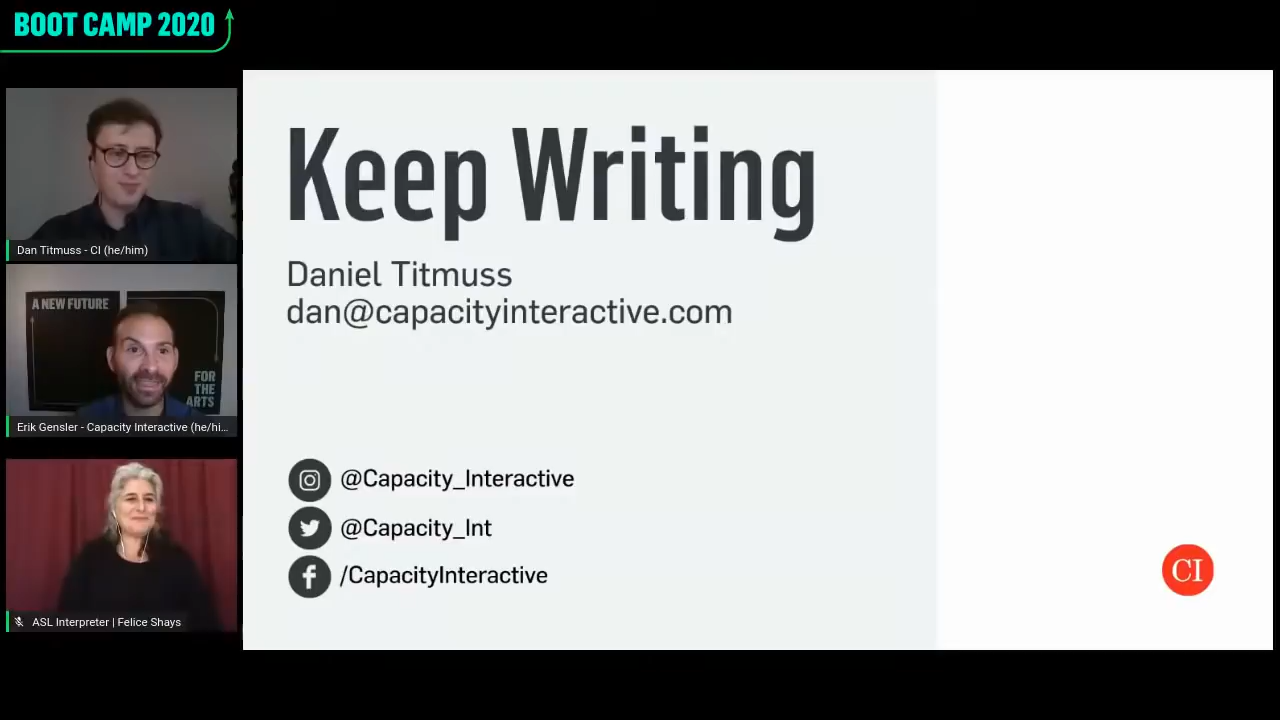 BOOT CAMP 2020
Dan Titmuss - CI (he/him)
A NEW FUTURE
FOR
THE
ARTS
Erik Gensler - Capacity Interactive (he/hi...
ASL Interpreter | Felice Shays
Keep Writing
Daniel Titmuss
dan@capacityinteractive.com
@Capacity_Interactive
@Capacity_Int
/CapacityInteractive
CI